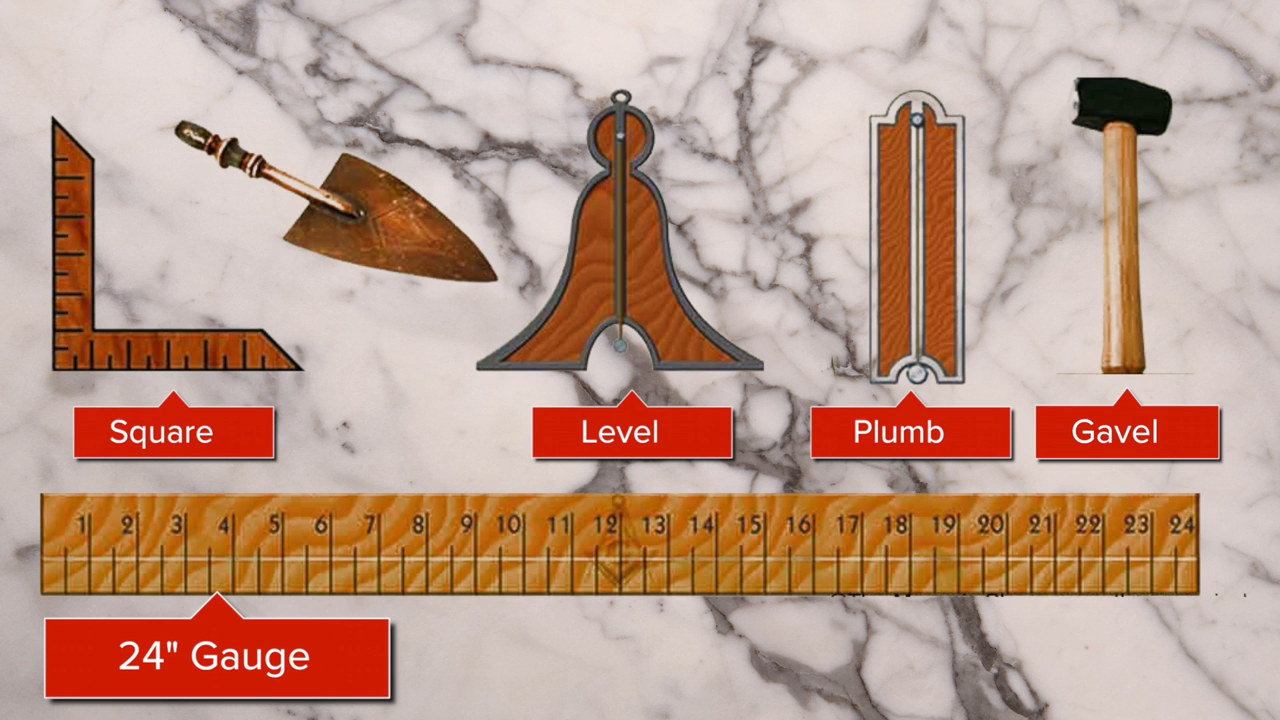 Square
Level
Plumb
Gavel
1 2 3 4 5 6 7 8 9 10 11 12 13 14 15 16 17 18 19 20 21 22 23 24
24" Gauge